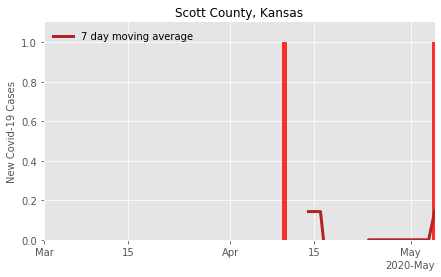 Scott County, Kansas
7 day moving average
New Covid-19 Cases
1.0
0.8
0.6
0.4
0.2
0.0
Mar 15 Apr 15 May
2020-May